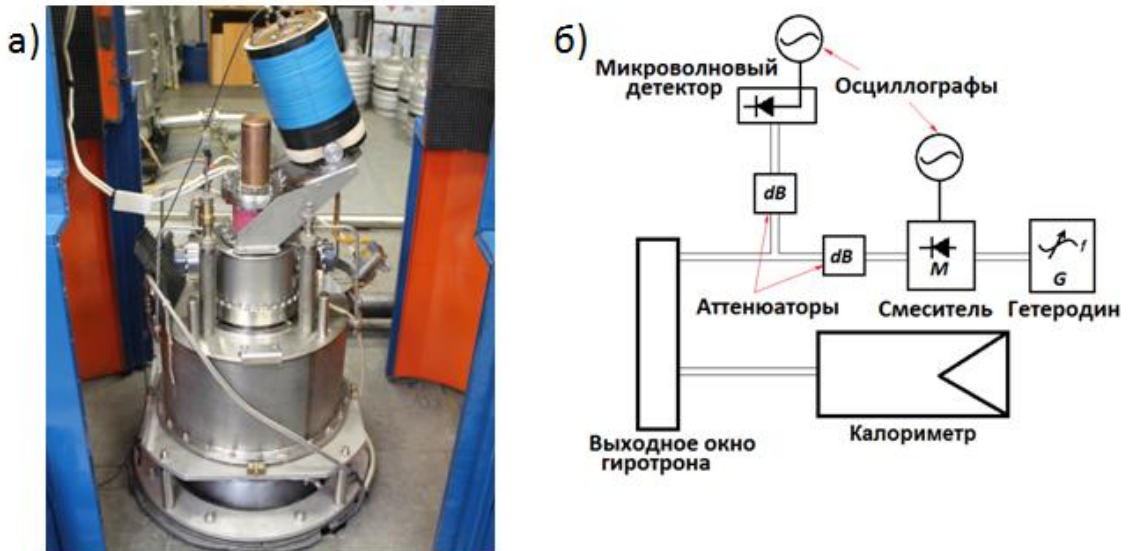 а)
б)
Микроволновый
детектор
Осциллографы
dB
dB
M
f
G
Аттенюаторы
Смеситель
Гетеродин
Выходное окно
гиротрона
Калориметр